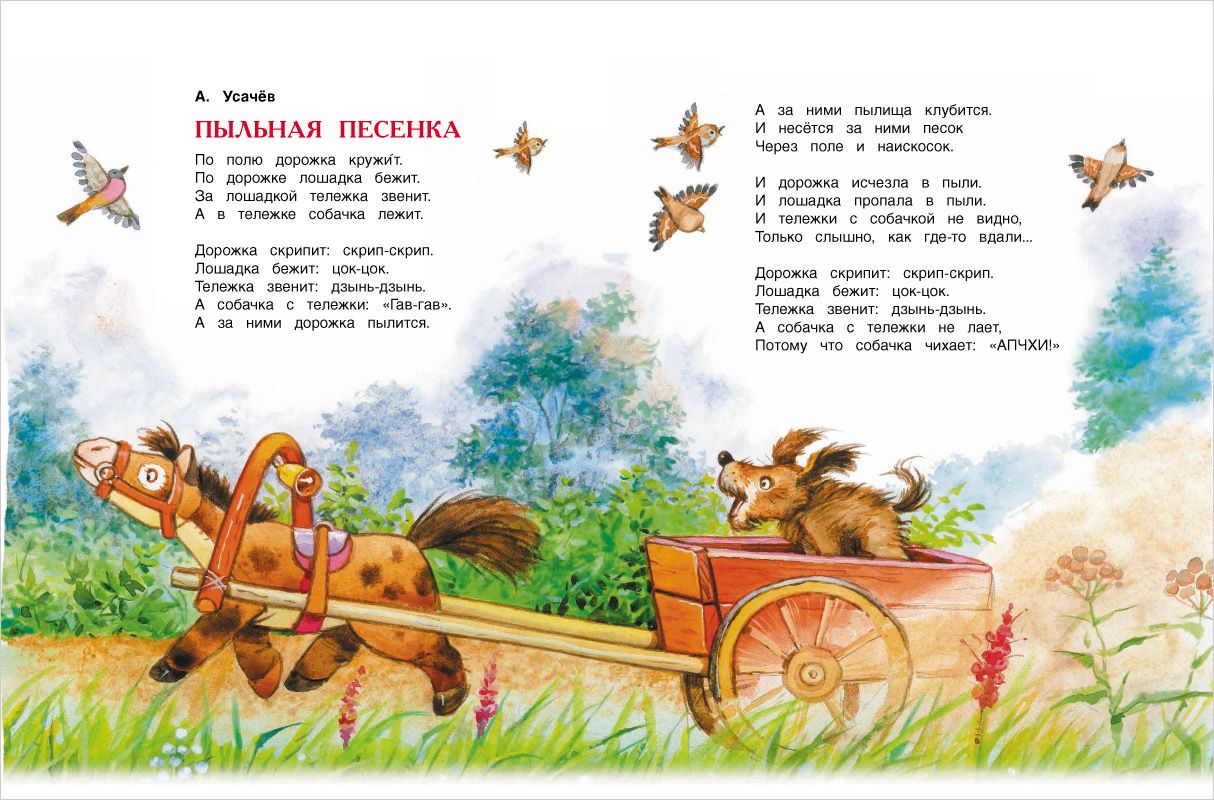 А. Усачёв
ПЫЛЬНАЯ ПЕСЕНКА
По полю дорожка кружи́т.
По дорожке лошадка бежит.
За лошадкой тележка звенит.
А в тележке собачка лежит.
Дорожка скрипит: скрип-скрип.
Лошадка бежит: цок-цок.
Тележка звенит: дзынь-дзынь.
А собачка с тележки: «Гав-гав».
А за ними дорожка пылится.
А за ними пылища клубится.
И несётся за ними песок
Через поле и наискосок.
И дорожка исчезла в пыли.
И лошадка пропала в пыли.
И тележки с собачкой не видно,
Только слышно, как где-то вдали...
Дорожка скрипит: скрип-скрип.
Лошадка бежит: цок-цок.
Тележка звенит: дзынь-дзынь.
А собачка с тележки не лает,
Потому что собачка чихает: «АПЧХИ!»